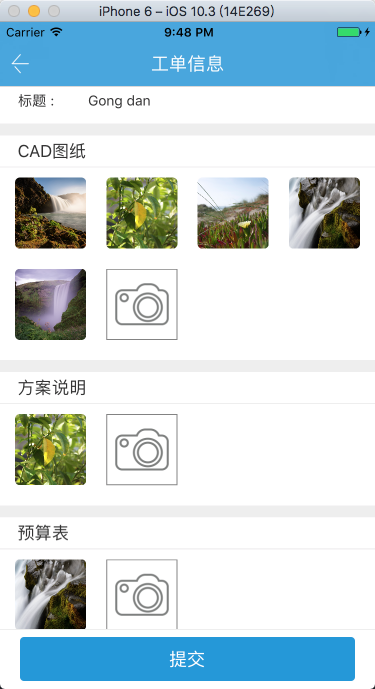 iPhone 6 – iOS 10.3 (14E269)
Carrier 9:48 PM
工单信息
标题： Gong dan
CAD图纸
方案说明
预算表
提交